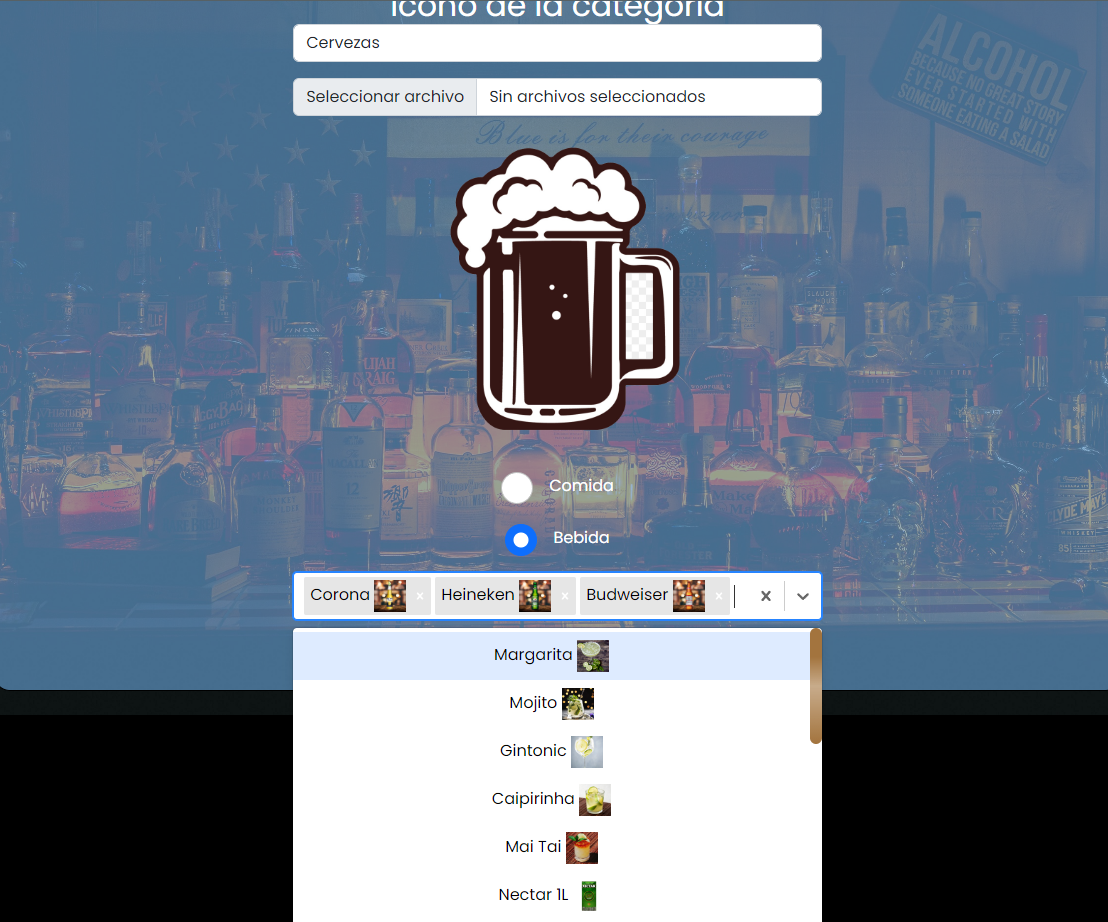 Icono de la categoría
Cervezas
Seleccionar archivo Sin archivos seleccionados
ALCOHOL
BECAUSE NO GREAT STORY
EVER STARTED WITH
SOMEONE EATING A SALAD
Blue is for their courage
Comida
Bebida
Corona Heineken Budweiser
Margarita
Mojito
Gintonic
Caipirinha
Mai Tai
Nectar 1L